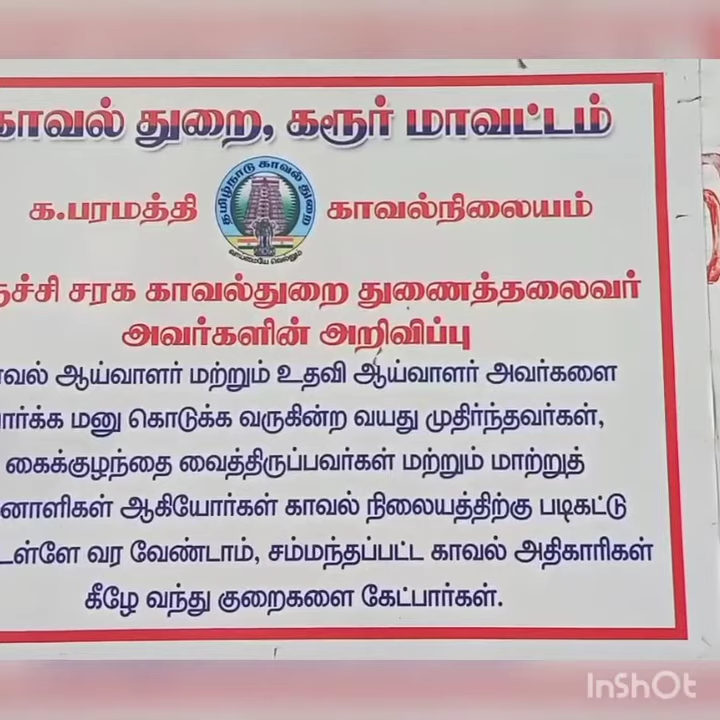 காவல் துறை, கரூர் மாவட்டம்
க.பரமத்தி
தமிழ்நாடு காவல் துறை
வாய்மையே வெல்லும்
காவல்நிலையம்
சரக காவல்துறை துணைத்தலைவர்
அவர்களின் அறிவிப்பு
ஆய்வாளர் மற்றும் உதவி ஆய்வாளர் அவர்களை
மனு கொடுக்க வருகின்ற வயது முதிர்ந்தவர்கள்,
கைக்குழந்தை வைத்திருப்பவர்கள் மற்றும் மாற்றுத்
ஆகியோர்கள் காவல் நிலையத்திற்கு படிகட்டு
வர வேண்டாம், சம்மந்தப்பட்ட காவல் அதிகாரிகள்
கீழே வந்து குறைகளை கேட்பார்கள்.
InShOt